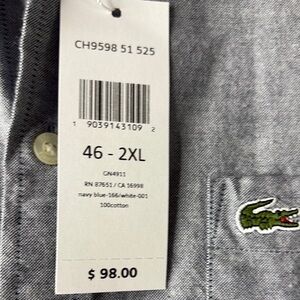 CH9598 51 525
1 9039143109 2
46 - 2XL
GN4911
RN 87651 / CA 16998
navy blue-166/white-001
100cotton
$ 98.00